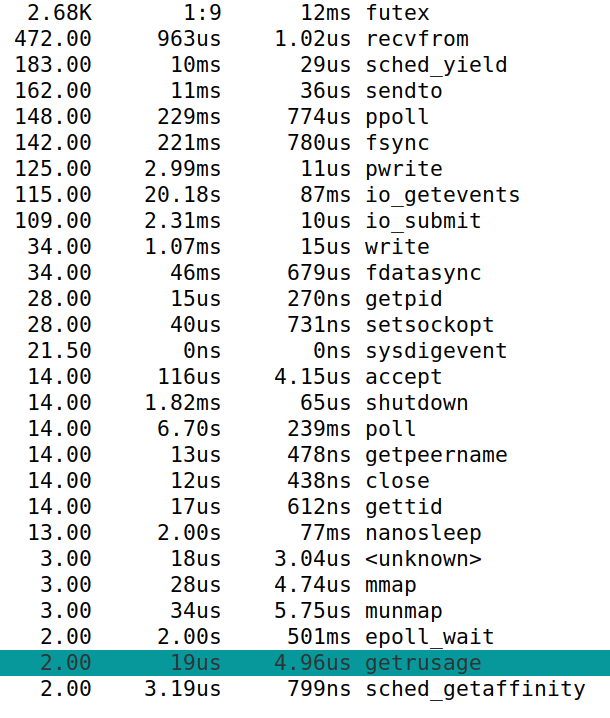 2.68K 1:9 12ms futex
472.00 963us 1.02us recvfrom
183.00 10ms 29us sched_yield
162.00 11ms 36us sendto
148.00 229ms 774us ppoll
142.00 221ms 780us fsync
125.00 2.99ms 11us pwrite
115.00 20.18s 87ms io_getevents
109.00 2.31ms 10us io_submit
34.00 1.07ms 15us write
34.00 46ms 679us fdatasync
28.00 15us 270ns getpid
28.00 40us 731ns setsockopt
21.50 0ns 0ns sysdigevent
14.00 116us 4.15us accept
14.00 1.82ms 65us shutdown
14.00 6.70s 239ms poll
14.00 13us 478ns getpeername
14.00 12us 438ns close
14.00 17us 612ns gettid
13.00 2.00s 77ms nanosleep
3.00 18us 3.04us <unknown>
3.00 28us 4.74us mmap
3.00 34us 5.75us munmap
2.00 2.00s 501ms epoll_wait
2.00 19us 4.96us getrusage
2.00 3.19us 799ns sched_getaffinity